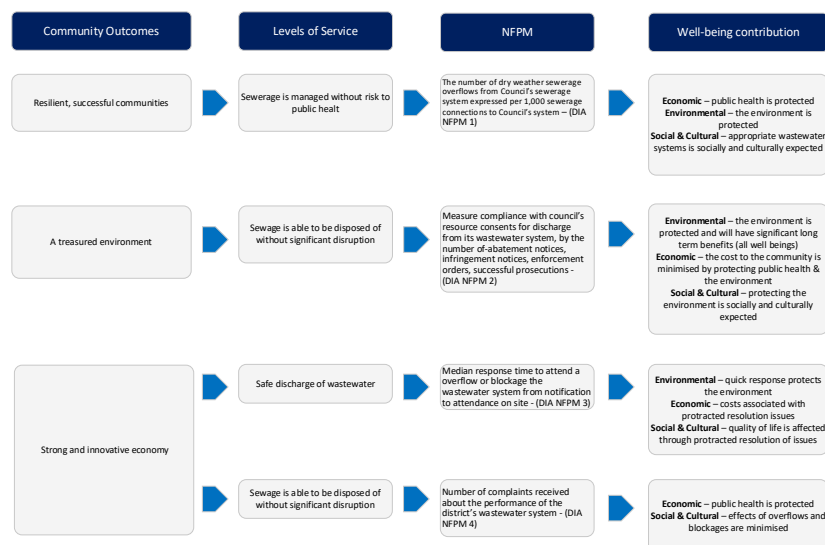 Community Outcomes
Levels of Service
NFPM
Well-being contribution
Resilient, successful communities
Sewerage is managed without risk to
public healt
The number of dry weather sewerage
overflows from Council's sewerage
system expressed per 1,000 sewerage
connections to Council's system – (DIA
NFPM 1)
Economic – public health is protected
Environmental – the environment is
protected
Social & Cultural – appropriate wastewater
systems is socially and culturally expected
A treasured environment
Sewage is able to be disposed of
without significant disruption
Measure compliance with council's
resource consents for discharge
from its wastewater system, by the
number of-abatement notices,
infringement notices, enforcement
orders, successful prosecutions -
(DIA NFPM 2)
Environmental – the environment is
protected and will have significant long
term benefits (all well beings)
Economic – the cost to the community is
minimised by protecting public health &
the environment
Social & Cultural – protecting the
environment is socially and culturally
expected
Strong and innovative economy
Safe discharge of wastewater
Median response time to attend a
overflow or blockage the
wastewater system from notification
to attendance on site - (DIA NFPM 3)
Environmental – quick response protects
the environment
Economic – costs associated with
protracted resolution issues
Social & Cultural – quality of life is affected
through protracted resolution of issues
Sewage is able to be disposed of
without significant disruption
Number of complaints received
about the performance of the
district's wastewater system - (DIA
NFPM 4)
Economic – public health is protected
Social & Cultural – effects of overflows and
blockages are minimised